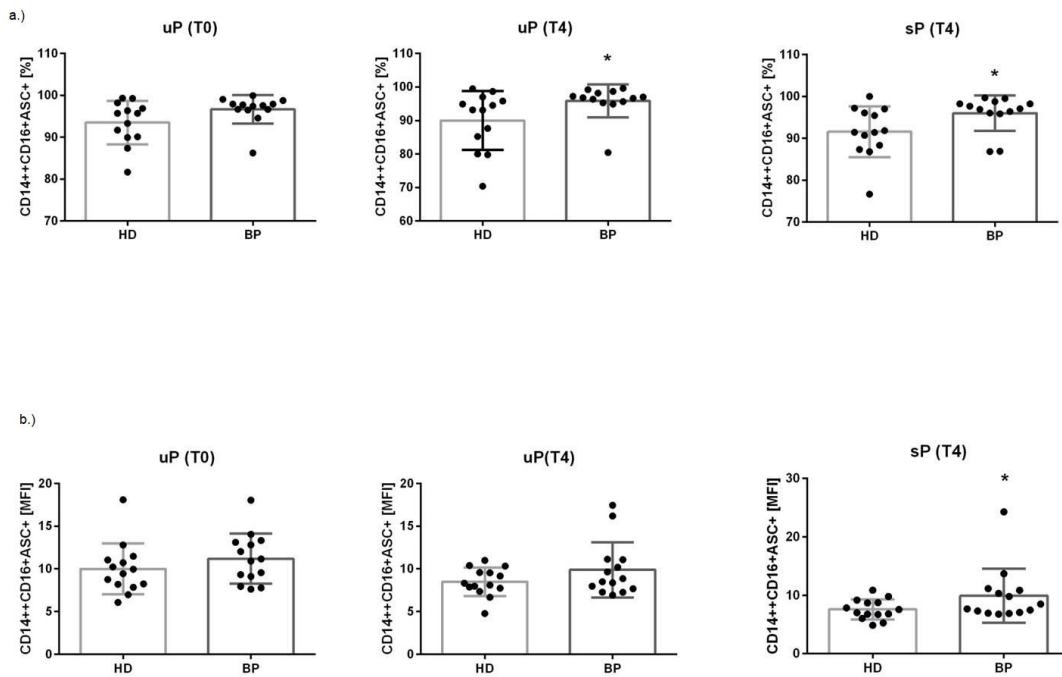 a.)
uP (T0)
CD14++CD16+ASC+ [%]
110
100
90
80
70
HD
BP
uP (T4)
CD14++CD16+ASC+ [%]
110
100
90
80
70
60
*
HD
BP
sP (T4)
CD14++CD16+ASC+ [%]
110
100
90
80
70
*
HD
BP
b.)
uP (T0)
CD14++CD16+ASC+ [MFI]
20
15
10
5
0
HD
BP
uP(T4)
CD14++CD16+ASC+ [MFI]
20
15
10
5
0
HD
BP
sP (T4)
CD14++CD16+ASC+ [MFI]
30
20
10
0
*
HD
BP